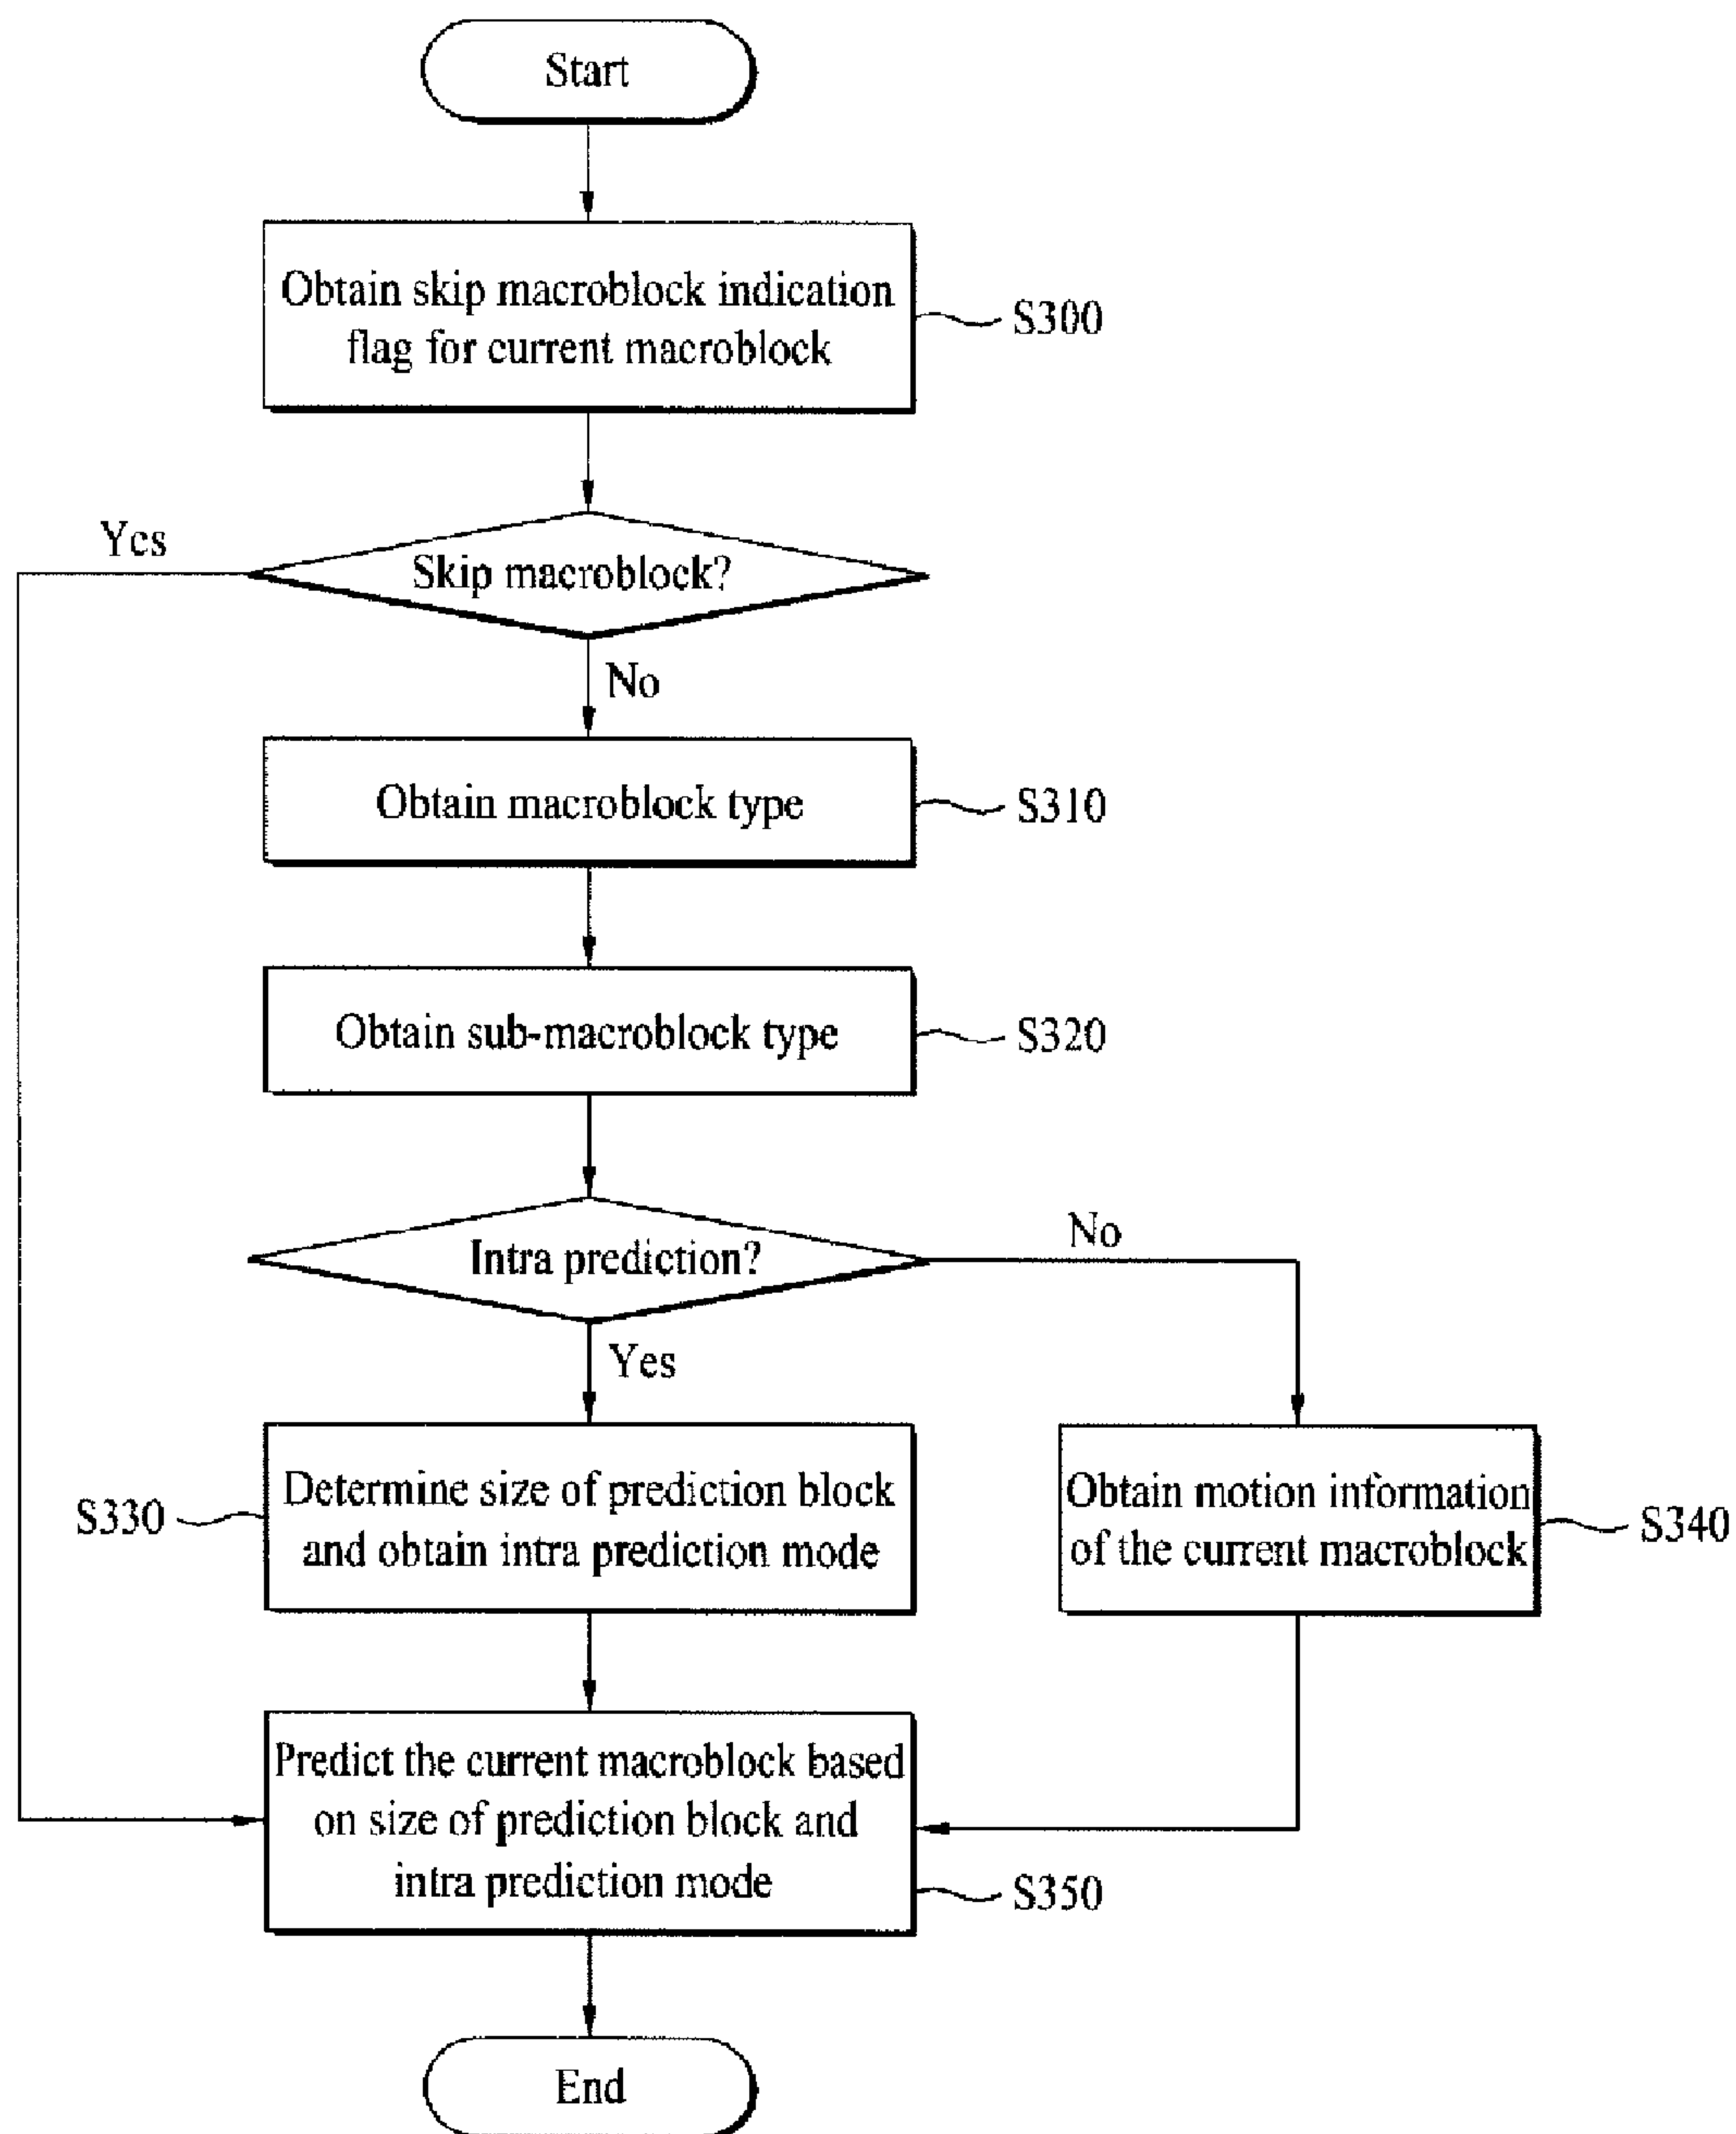 Start
Obtain skip macroblock indication
flag for current macroblock
S300
Yes
Skip macroblock?
No
Obtain macroblock type
S310
Obtain sub-macroblock type
S320
Intra prediction?
No
Yes
S330
Determine size of prediction block
and obtain intra prediction mode
Obtain motion information
of the current macroblock
S340
Predict the current macroblock based
on size of prediction block and
intra prediction mode
S350
End